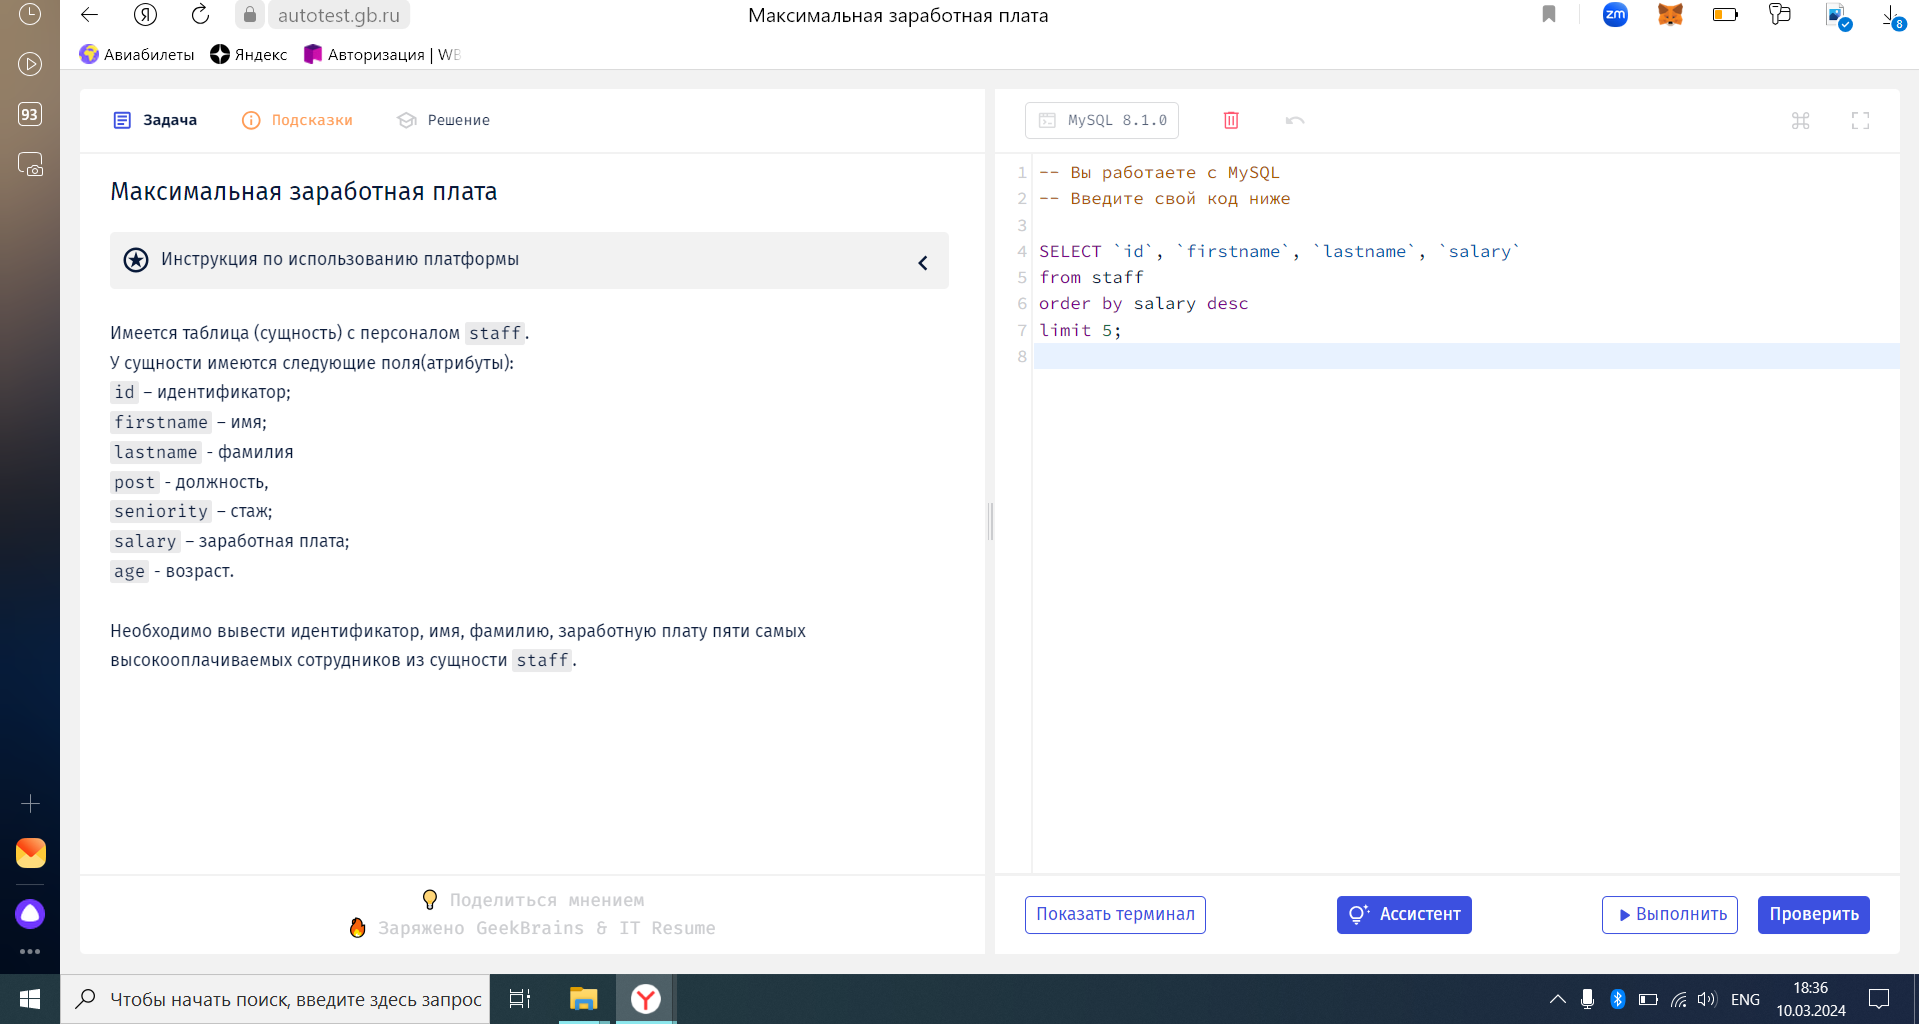 autotest.gb.ru
Максимальная заработная плата
zm
8
Авиабилеты
Яндекс
Авторизация | WB
93
Задача
Подсказки
Решение
Максимальная заработная плата
Инструкция по использованию платформы
Имеется таблица (сущность) с персоналом staff.
У сущности имеются следующие поля(атрибуты):
id – идентификатор;
firstname – имя;
lastname - фамилия
post - должность,
seniority – стаж;
salary – заработная плата;
age - возраст.
Необходимо вывести идентификатор, имя, фамилию, заработную плату пяти самых
высокооплачиваемых сотрудников из сущности staff.
Поделиться мнением
Заряжено GeekBrains & IT Resume
MySQL 8.1.0
1 -- Вы работаете с MySQL
2 -- Введите свой код ниже
3
4 SELECT `id`, `firstname`, `lastname`, `salary`
5 from staff
6 order by salary desc
7 limit 5;
8
Показать терминал
Ассистент
Выполнить
Проверить
Чтобы начать поиск, введите здесь запрос
ENG
18:36
10.03.2024